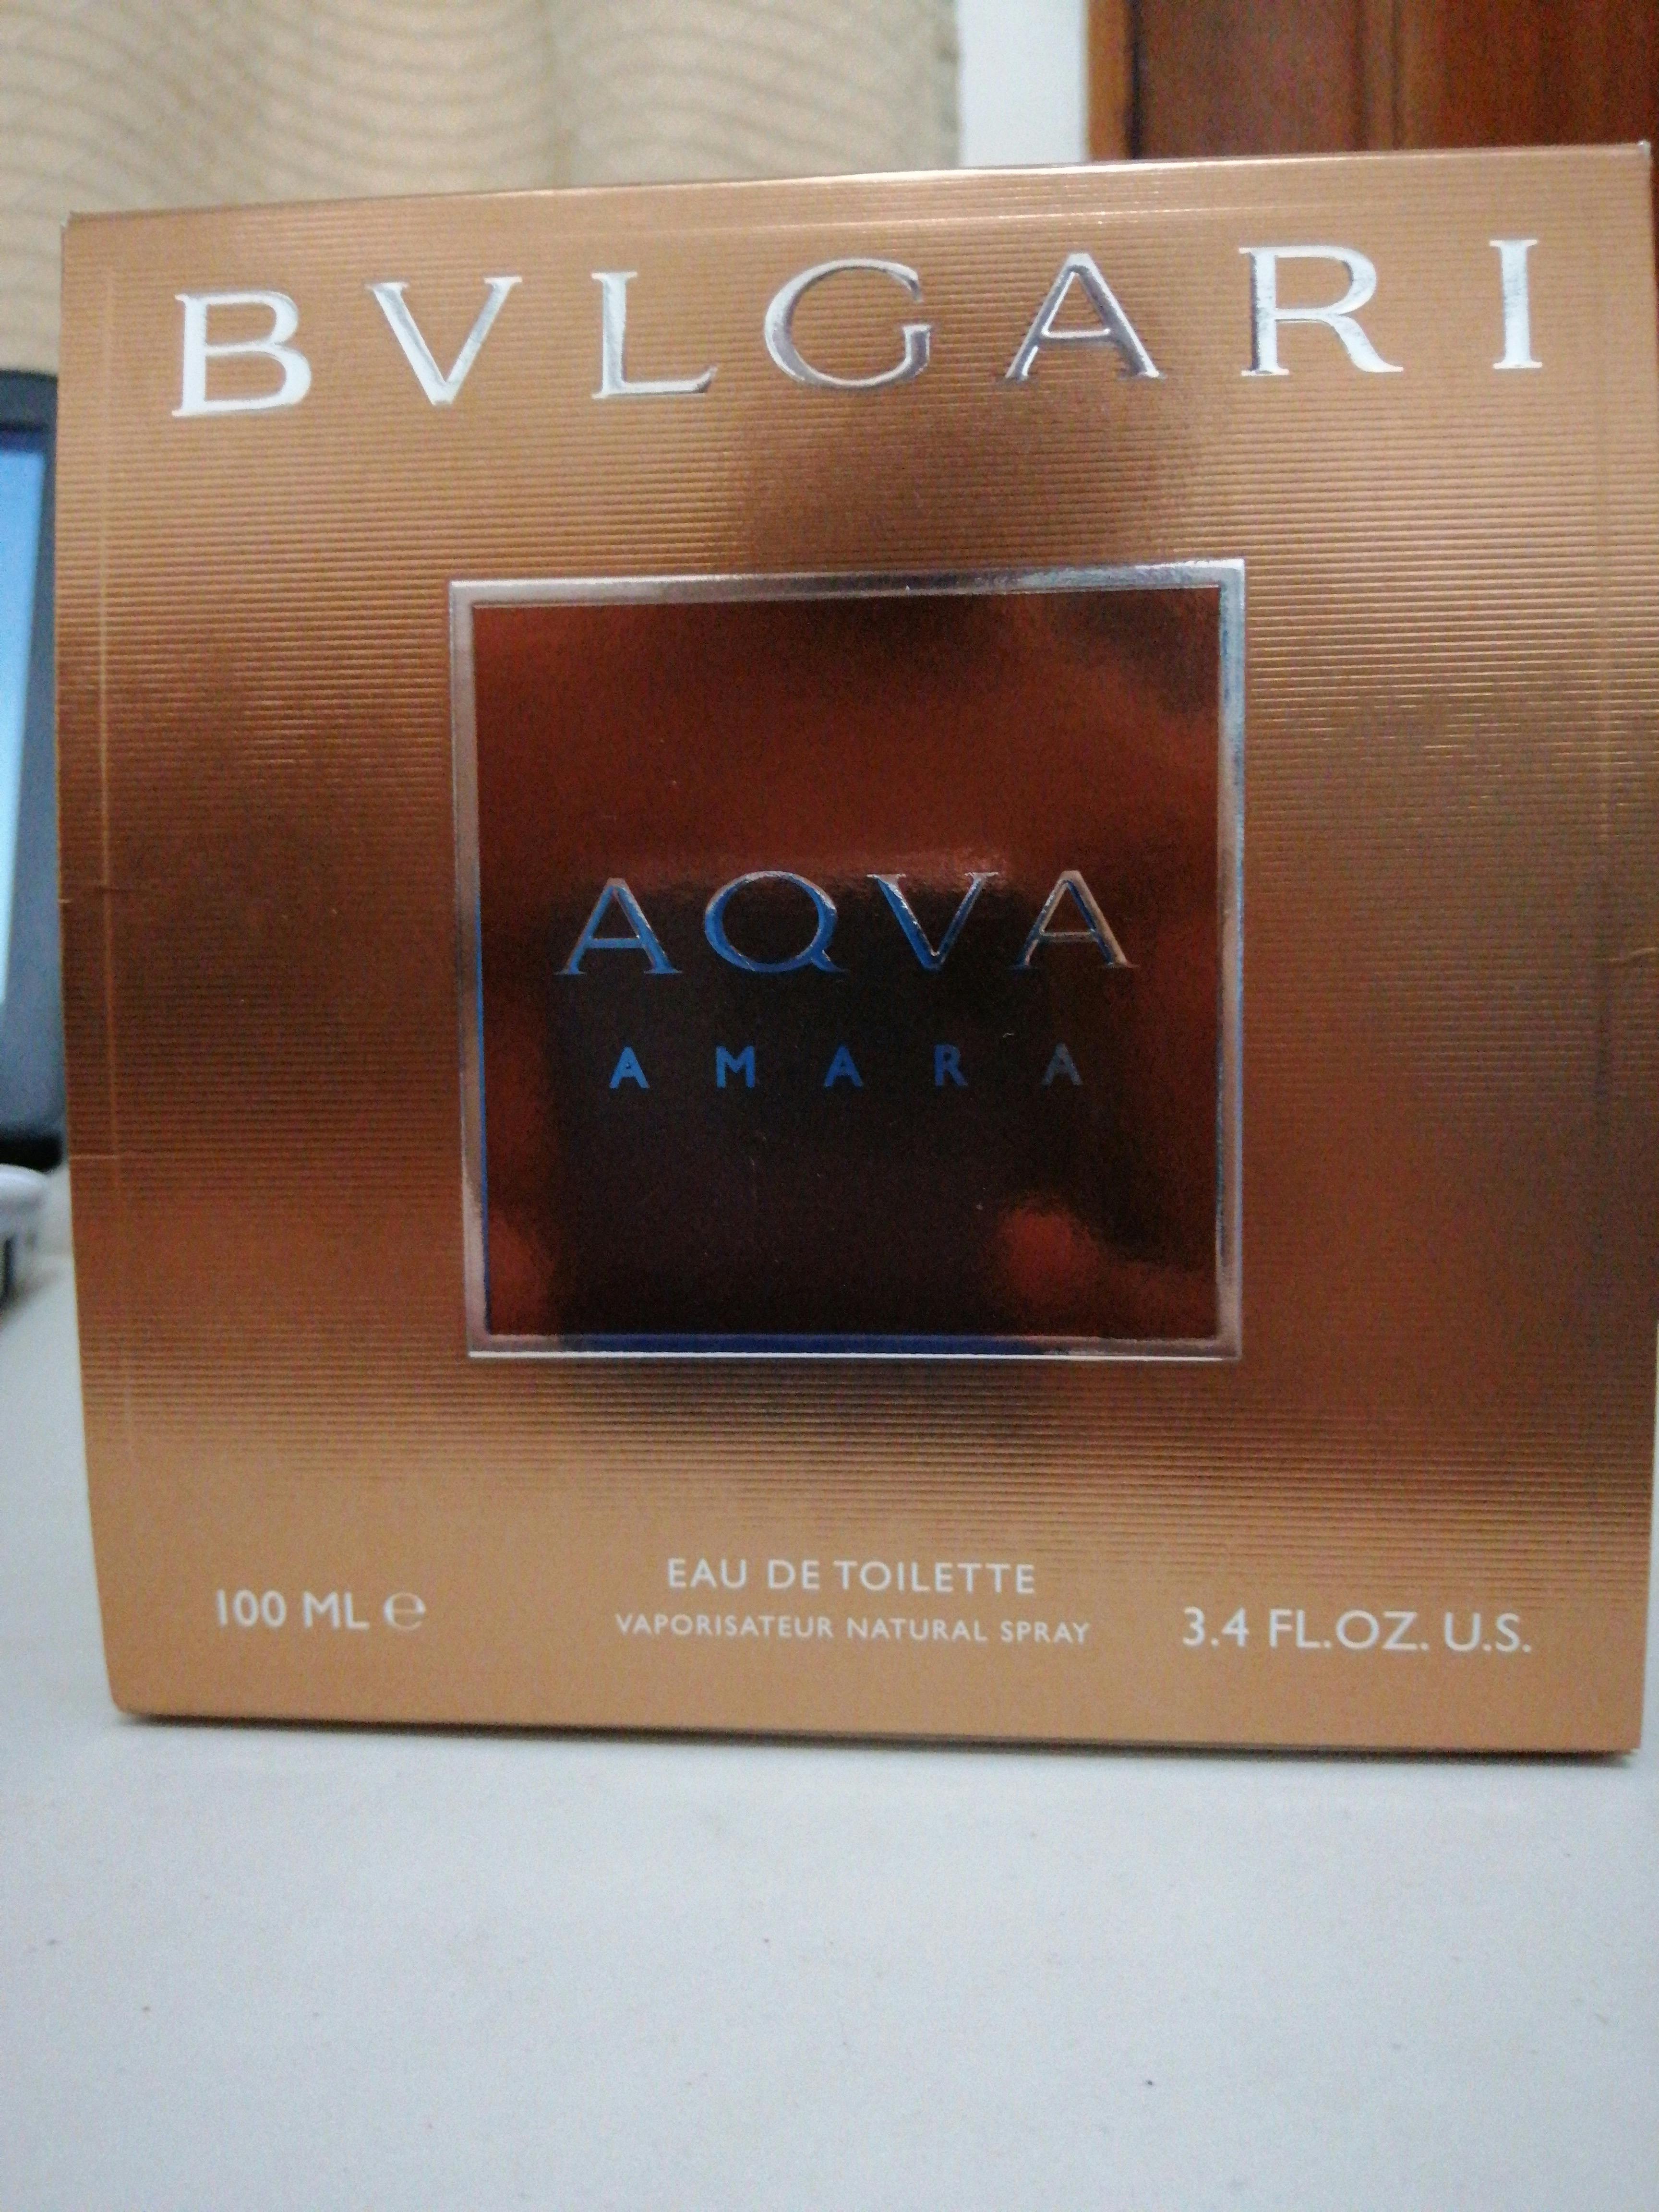 BVLGARI
AQVA
AMARA
EAU DE TOILETTE
100 ML ℮
VAPORISATEUR NATURAL SPRAY
3.4 FL.OZ. U.S.